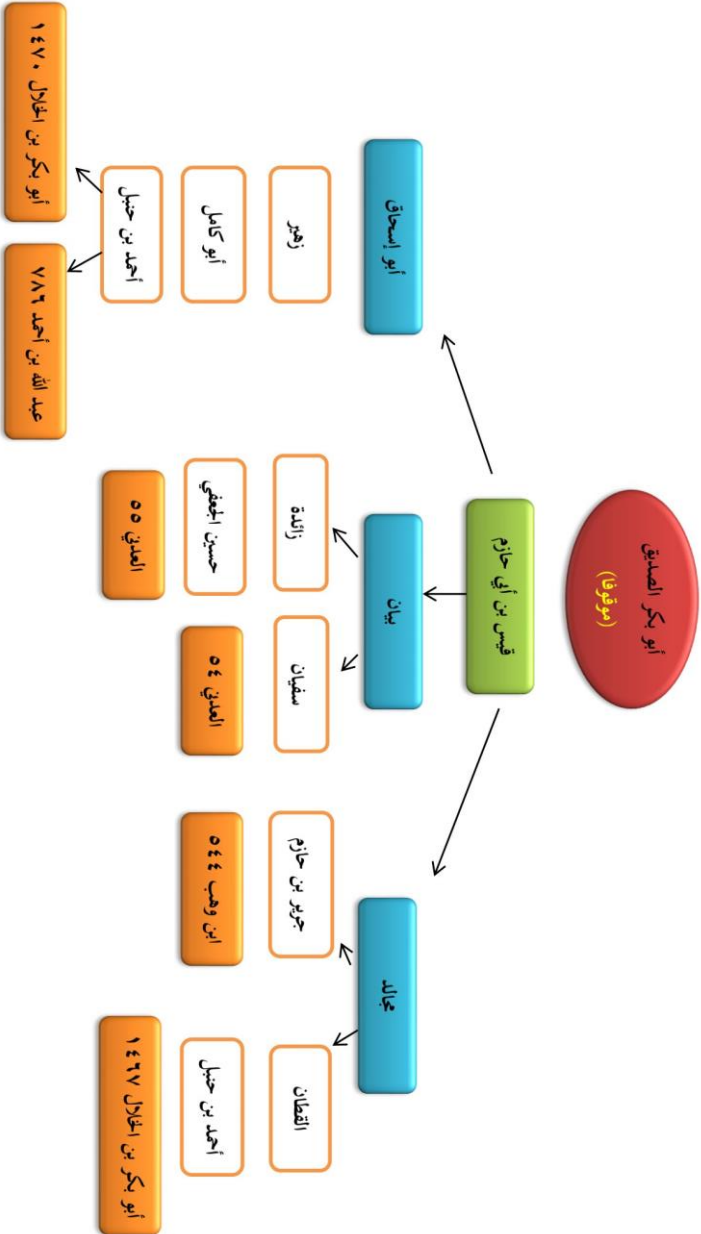 أبو بكر الصديق
(موقوفا)
قيس بن أبي حازم
مجالد
بيان
أبو إسحاق
القطان
جرير بن حازم
سفيان
زائدة
زهير
أحمد بن حنبل
ابن وهب ٥٤٤
العدني ٥٤
حسين الجعفي
أبو كامل
أبو بكر بن الخلال ١٤٦٧
العدني ٥٥
أحمد بن حنبل
عبد الله بن أحمد ٧٨٦
أبو بكر بن الخلال ١٤٧٠